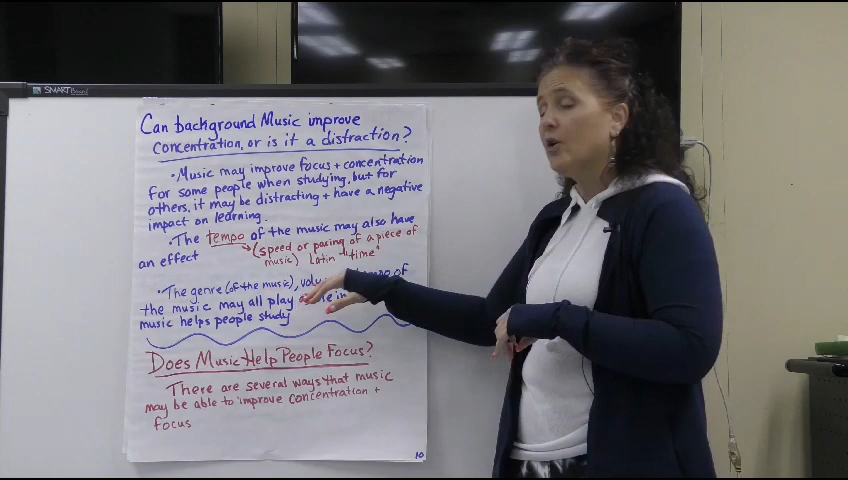 SMART Board
Can background Music improve
concentration, or is it a distraction?
• Music may improve focus + concentration
for some people when studying, but for
others, it may be distracting + have a negative
impact on learning.
• The tempo of the music may also have
an effect (speed or pacing of a piece of
music) Latin "time"
• The genre (of the music), of
the music may all play in
music helps people study
Does Music Help People Focus?
There are several ways that music
may be able to improve concentration +
focus
10